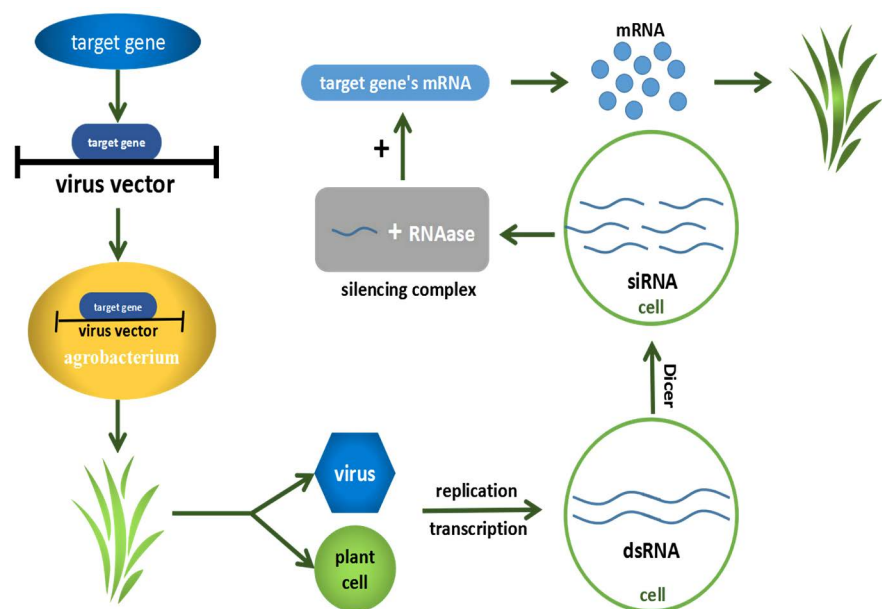 target gene
target gene
virus vector
target gene
virus vector
agrobacterium
virus
plant
cell
replication
transcription
dsRNA
cell
Dicer
siRNA
cell
+ RNAase
silencing complex
+
target gene's mRNA
mRNA